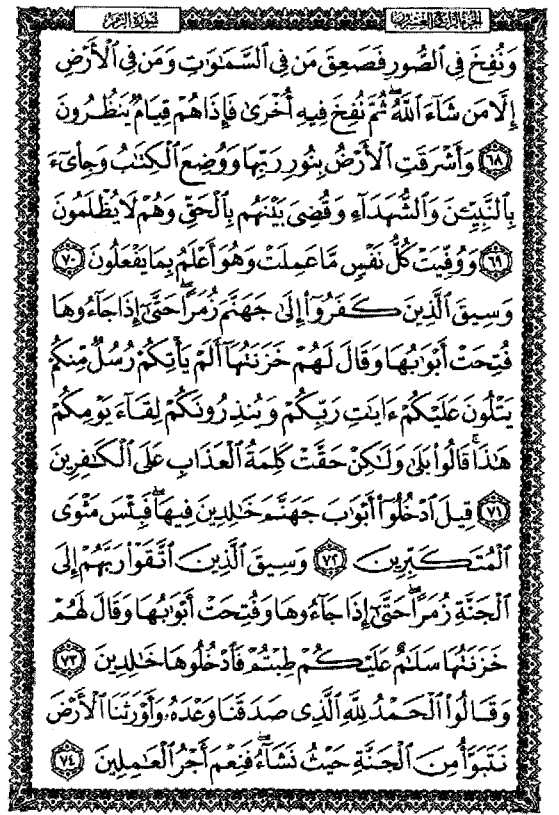 الجزء الرابع والعشرون
سورة الزمر
وَنُفِخَ فِي ٱلصُّورِ فَصَعِقَ مَن فِي ٱلسَّمَٰوَٰتِ وَمَن فِي ٱلْأَرْضِ
إِلَّا مَن شَآءَ ٱللَّهُ ۖ ثُمَّ نُفِخَ فِيهِ أُخْرَىٰ فَإِذَا هُمْ قِيَامٌ يَنظُرُونَ
٦٨ وَأَشْرَقَتِ ٱلْأَرْضُ بِنُورِ رَبِّهَا وَوُضِعَ ٱلْكِتَٰبُ وَجِا۟ىٓءَ
بِٱلنَّبِيِّۦنَ وَٱلشُّهَدَآءِ وَقُضِىَ بَيْنَهُم بِٱلْحَقِّ وَهُمْ لَا يُظْلَمُونَ
٦٩ وَوُفِّيَتْ كُلُّ نَفْسٍ مَّا عَمِلَتْ وَهُوَ أَعْلَمُ بِمَا يَفْعَلُونَ ٧٠
وَسِيقَ ٱلَّذِينَ كَفَرُوٓا۟ إِلَىٰ جَهَنَّمَ زُمَرًا ۖ حَتَّىٰٓ إِذَا جَآءُوهَا
فُتِحَتْ أَبْوَٰبُهَا وَقَالَ لَهُمْ خَزَنَتُهَآ أَلَمْ يَأْتِكُمْ رُسُلٌ مِّنكُمْ
يَتْلُونَ عَلَيْكُمْ ءَايَٰتِ رَبِّكُمْ وَيُنذِرُونَكُمْ لِقَآءَ يَوْمِكُمْ
هَٰذَا ۚ قَالُوا۟ بَلَىٰ وَلَٰكِنْ حَقَّتْ كَلِمَةُ ٱلْعَذَابِ عَلَى ٱلْكَٰفِرِينَ
٧١ قِيلَ ٱدْخُلُوٓا۟ أَبْوَٰبَ جَهَنَّمَ خَٰلِدِينَ فِيهَا ۖ فَبِئْسَ مَثْوَى
ٱلْمُتَكَبِّرِينَ ٧٢ وَسِيقَ ٱلَّذِينَ ٱتَّقَوْا۟ رَبَّهُمْ إِلَى
ٱلْجَنَّةِ زُمَرًا ۖ حَتَّىٰٓ إِذَا جَآءُوهَا وَفُتِحَتْ أَبْوَٰبُهَا وَقَالَ لَهُمْ
خَزَنَتُهَا سَلَٰمٌ عَلَيْكُمْ طِبْتُمْ فَٱدْخُلُوهَا خَٰلِدِينَ ٧٣
وَقَالُوا۟ ٱلْحَمْدُ لِلَّهِ ٱلَّذِى صَدَقَنَا وَعْدَهُۥ وَأَوْرَثَنَا ٱلْأَرْضَ
نَتَبَوَّأُ مِنَ ٱلْجَنَّةِ حَيْثُ نَشَآءُ ۖ فَنِعْمَ أَجْرُ ٱلْعَٰمِلِينَ ٧٤